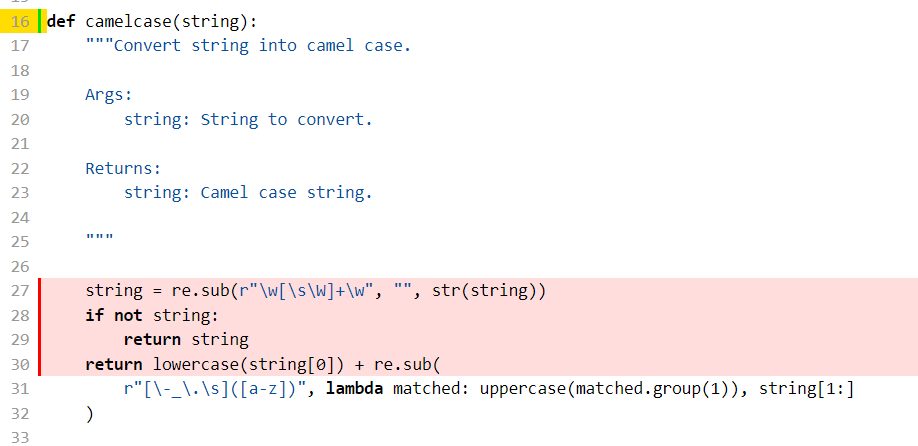 16 def camelcase(string):
17     """Convert string into camel case.
18
19     Args:
20         string: String to convert.
21
22     Returns:
23         string: Camel case string.
24
25     """
26
27     string = re.sub(r"\w[\s\W]+\w", "", str(string))
28     if not string:
29         return string
30     return lowercase(string[0]) + re.sub(
31         r"[\-_\.\s]([a-z])", lambda matched: uppercase(matched.group(1)), string[1:]
32     )
33